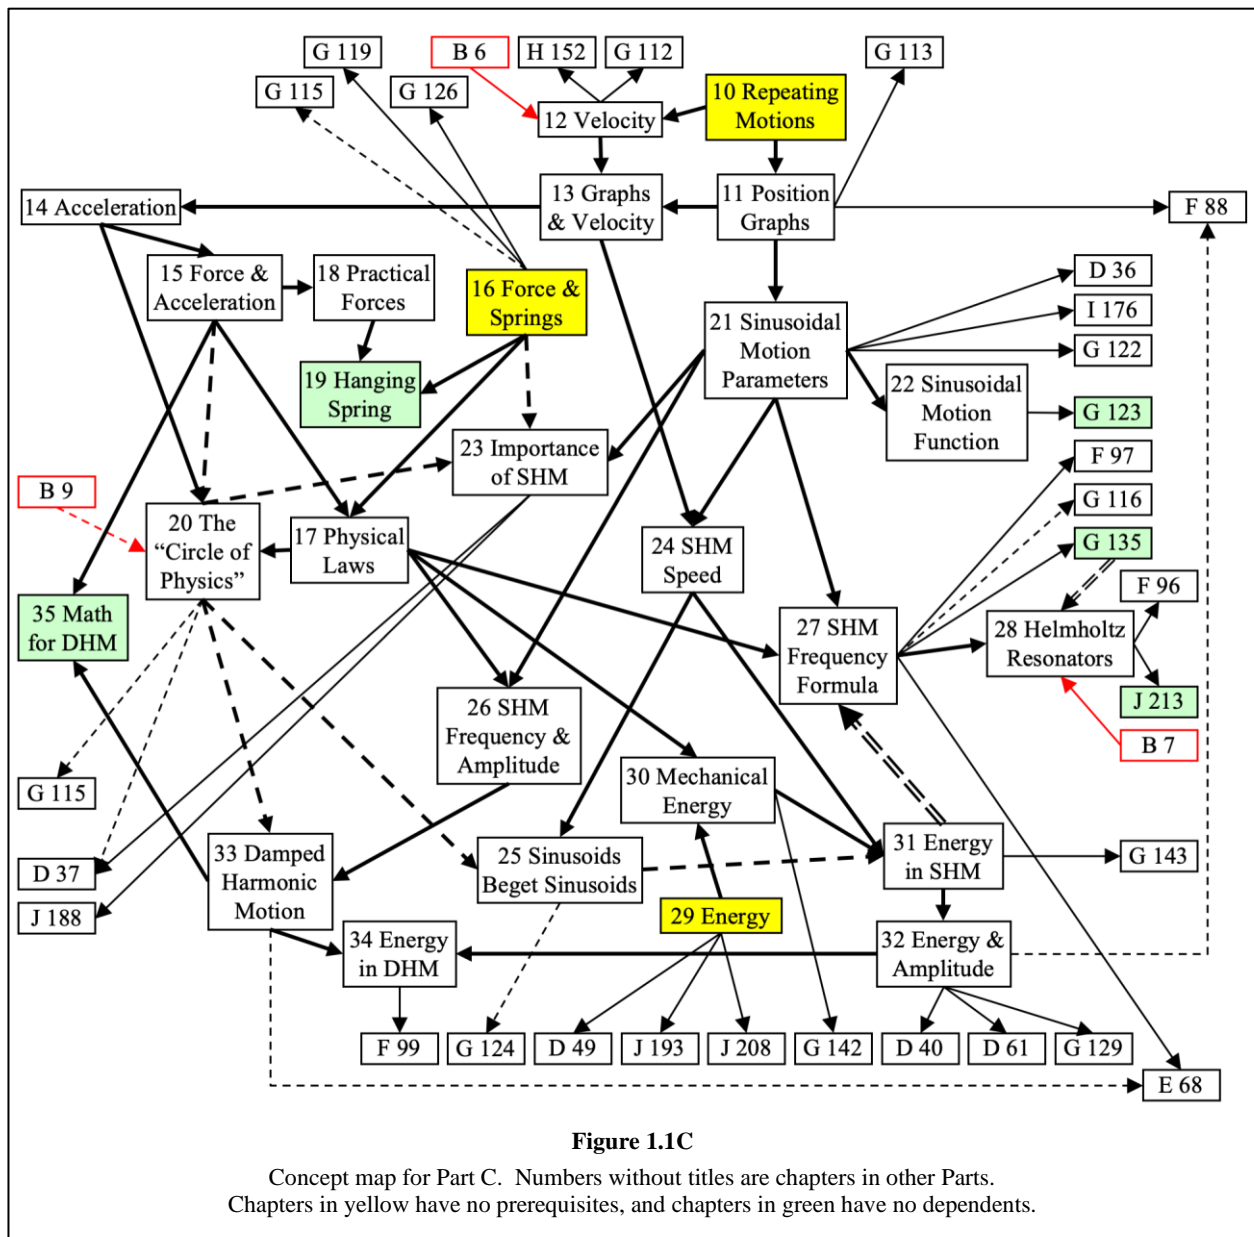 G 119
B 6
H 152
G 112
G 113
G 115
G 126
10 Repeating
Motions
12 Velocity
14 Acceleration
13 Graphs
& Velocity
11 Position
Graphs
F 88
15 Force &
Acceleration
18 Practical
Forces
16 Force &
Springs
D 36
I 176
G 122
21 Sinusoidal
Motion
Parameters
19 Hanging
Spring
22 Sinusoidal
Motion
Function
G 123
23 Importance
of SHM
F 97
B 9
G 116
20 The
“Circle of
Physics”
17 Physical
Laws
24 SHM
Speed
G 135
F 96
35 Math
for DHM
27 SHM
Frequency
Formula
28 Helmholtz
Resonators
J 213
26 SHM
Frequency &
Amplitude
B 7
30 Mechanical
Energy
G 115
33 Damped
Harmonic
Motion
25 Sinusoids
Beget Sinusoids
31 Energy
in SHM
G 143
D 37
J 188
29 Energy
34 Energy
in DHM
32 Energy &
Amplitude
F 99
G 124
D 49
J 193
J 208
G 142
D 40
D 61
G 129
E 68
Figure 1.1C
Concept map for Part C. Numbers without titles are chapters in other Parts.
Chapters in yellow have no prerequisites, and chapters in green have no dependents.